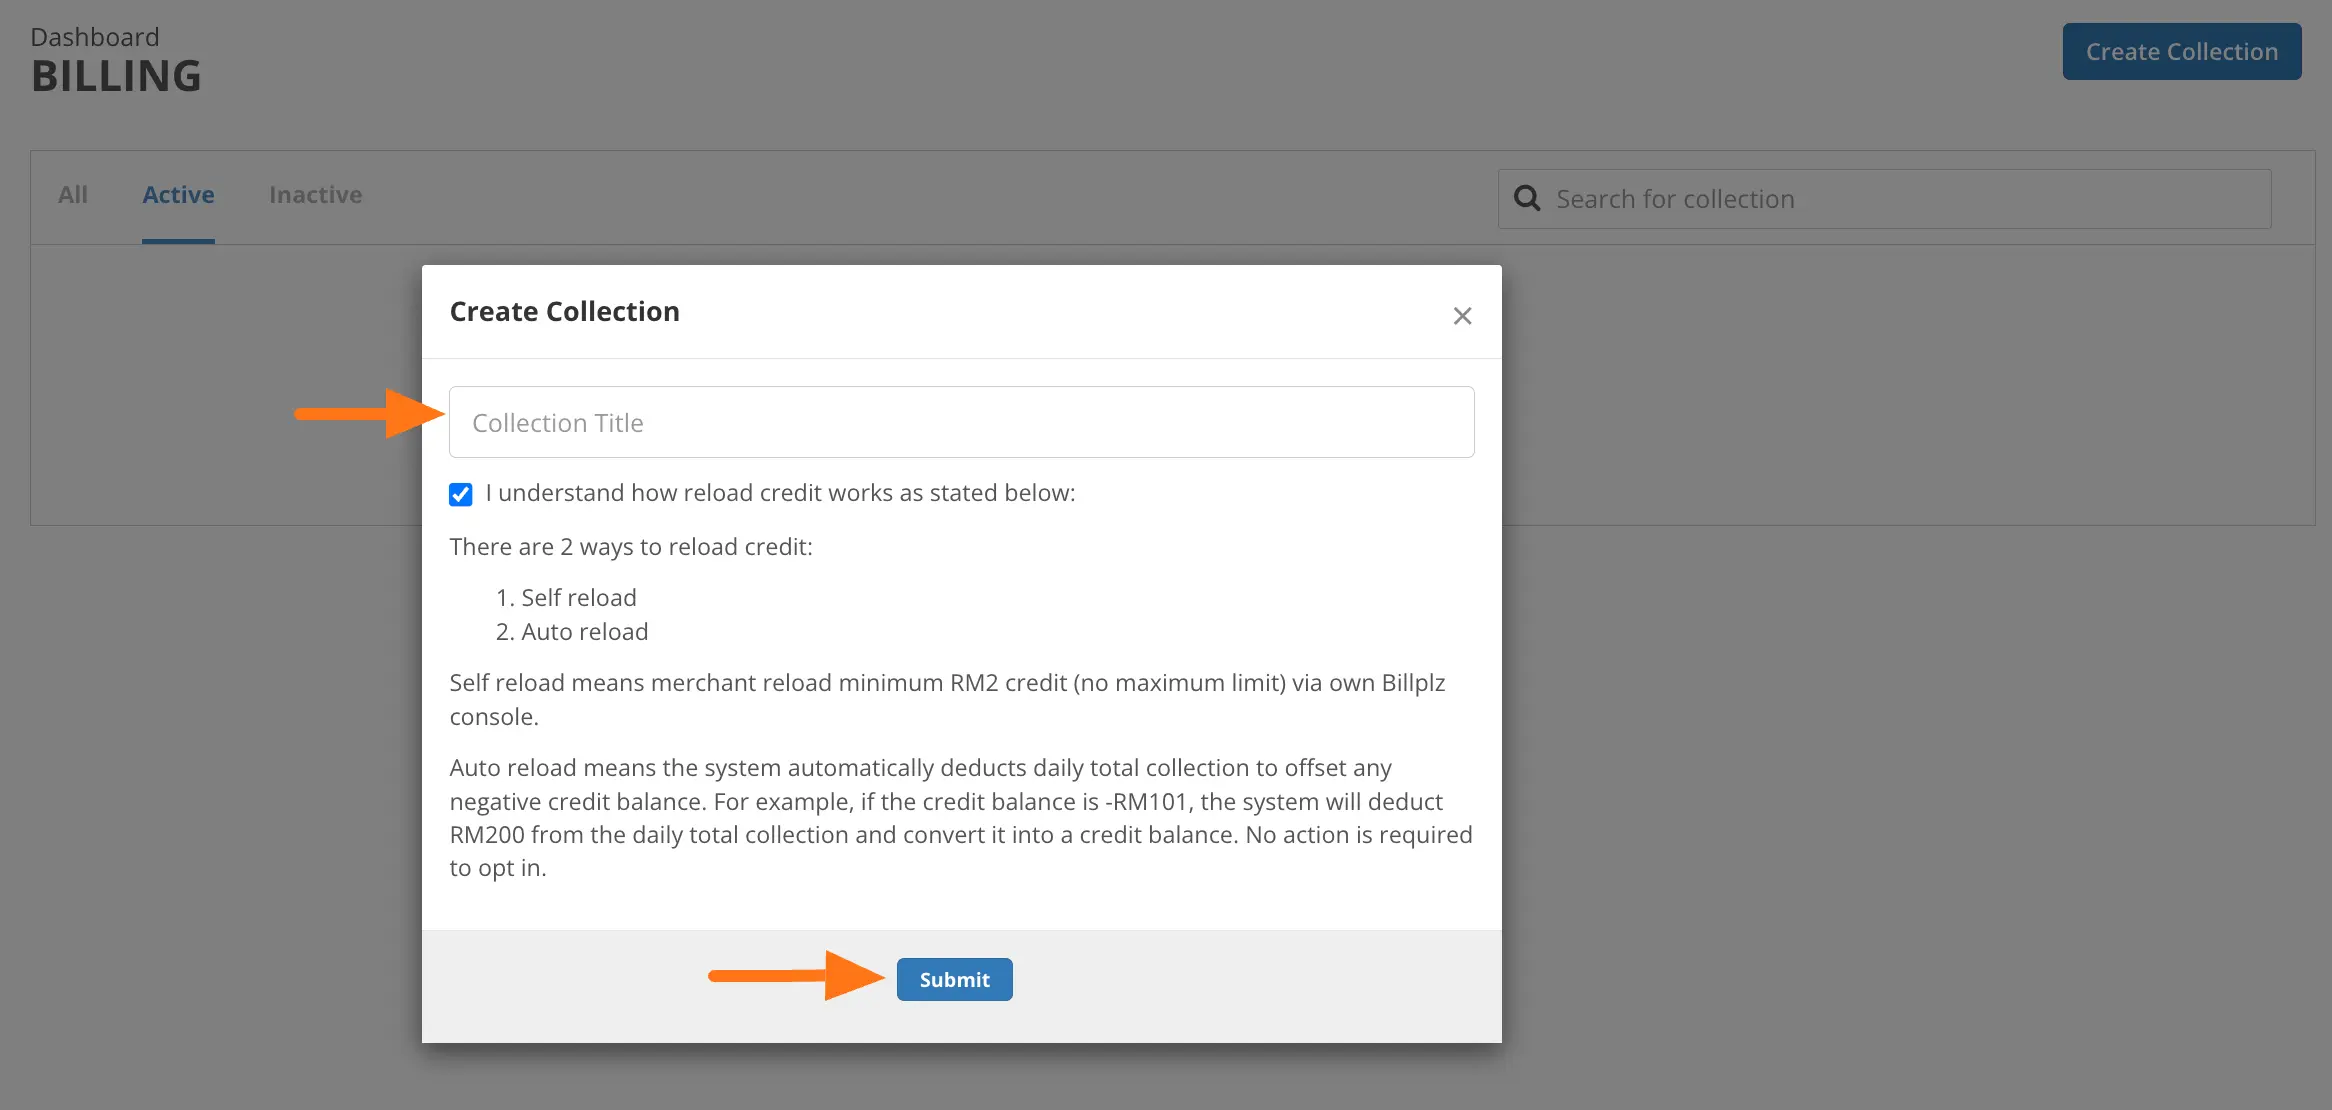 Dashboard
BILLING
Create Collection
All Active Inactive
Search for collection
Create Collection
Collection Title
I understand how reload credit works as stated below:
There are 2 ways to reload credit:
1. Self reload
2. Auto reload
Self reload means merchant reload minimum RM2 credit (no maximum limit) via own Billplz
console.
Auto reload means the system automatically deducts daily total collection to offset any
negative credit balance. For example, if the credit balance is -RM101, the system will deduct
RM200 from the daily total collection and convert it into a credit balance. No action is required
to opt in.
Submit